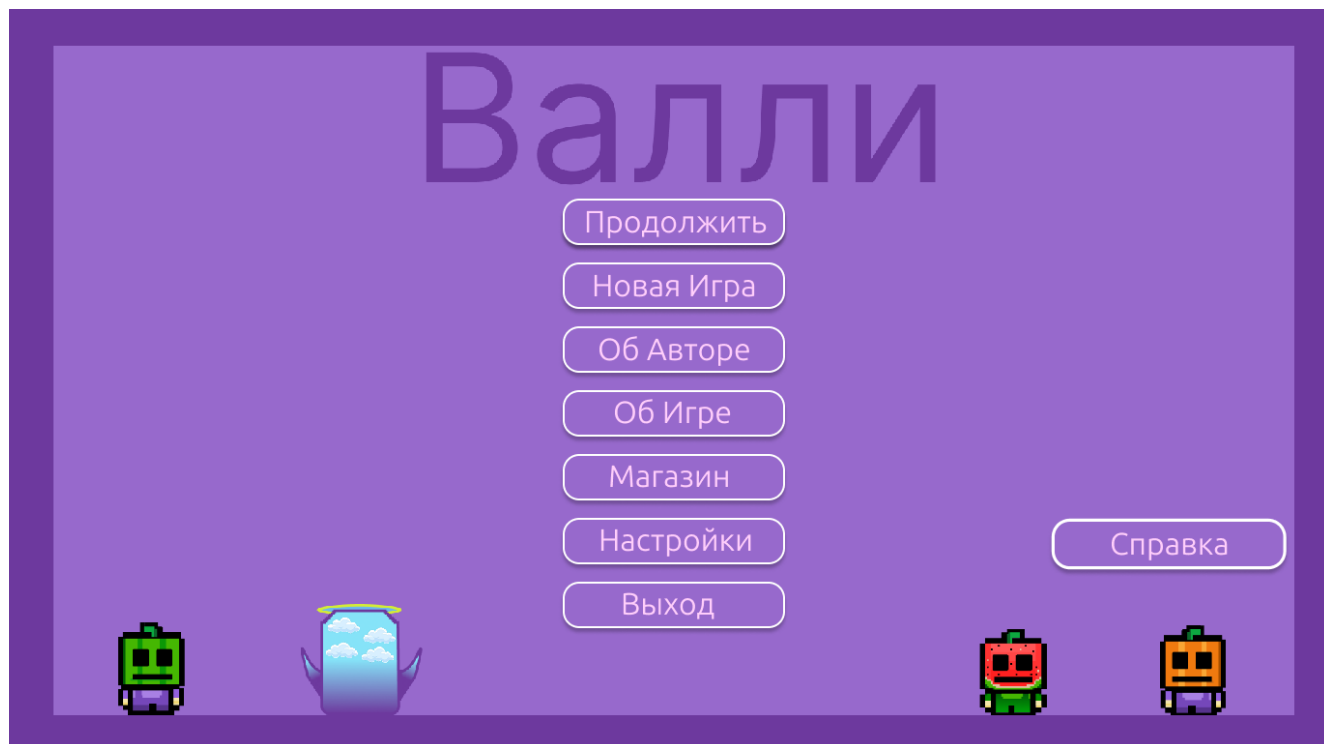 Валли
Продолжить
Новая Игра
Об Авторе
Об Игре
Магазин
Настройки
Справка
Выход